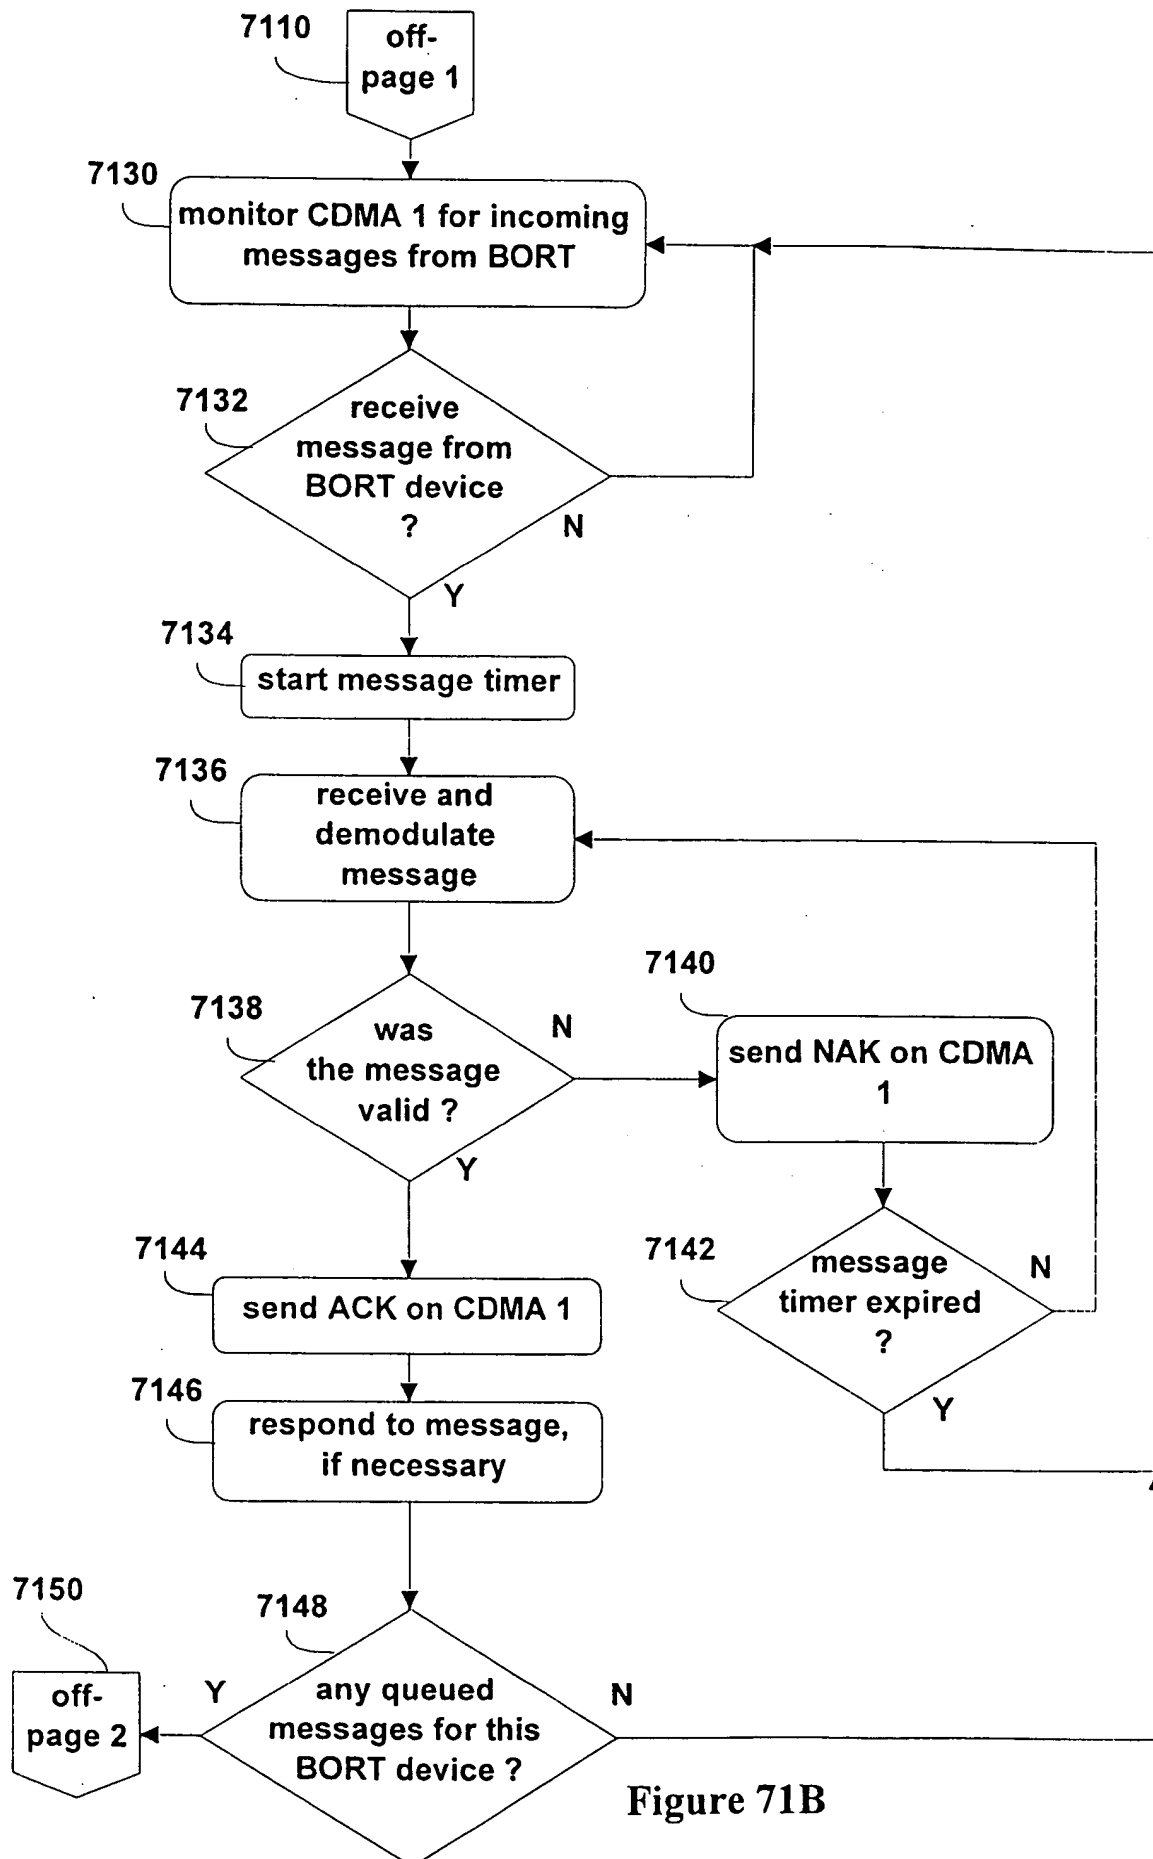 7110
off-
page 1
7130
monitor CDMA 1 for incoming
messages from BORT
7132
receive
message from
BORT device
?
N
Y
7134
start message timer
7136
receive and
demodulate
message
7138
was
the message
valid ?
N
Y
7140
send NAK on CDMA
1
7142
message
timer expired
?
N
Y
7144
send ACK on CDMA 1
7146
respond to message,
if necessary
7148
any queued
messages for this
BORT device ?
Y
N
7150
off-
page 2
Figure 71B